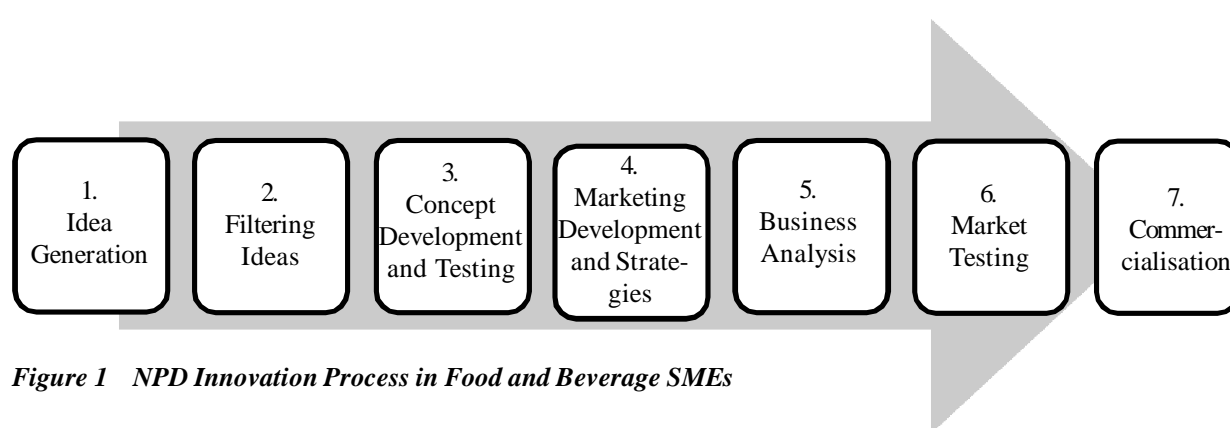 1.
Idea
Generation
2.
Filtering
Ideas
3.
Concept
Development
and Testing
4.
Marketing
Development
and Strate-
gies
5.
Business
Analysis
6.
Market
Testing
7.
Commer-
cialisation
Figure 1 NPD Innovation Process in Food and Beverage SMEs